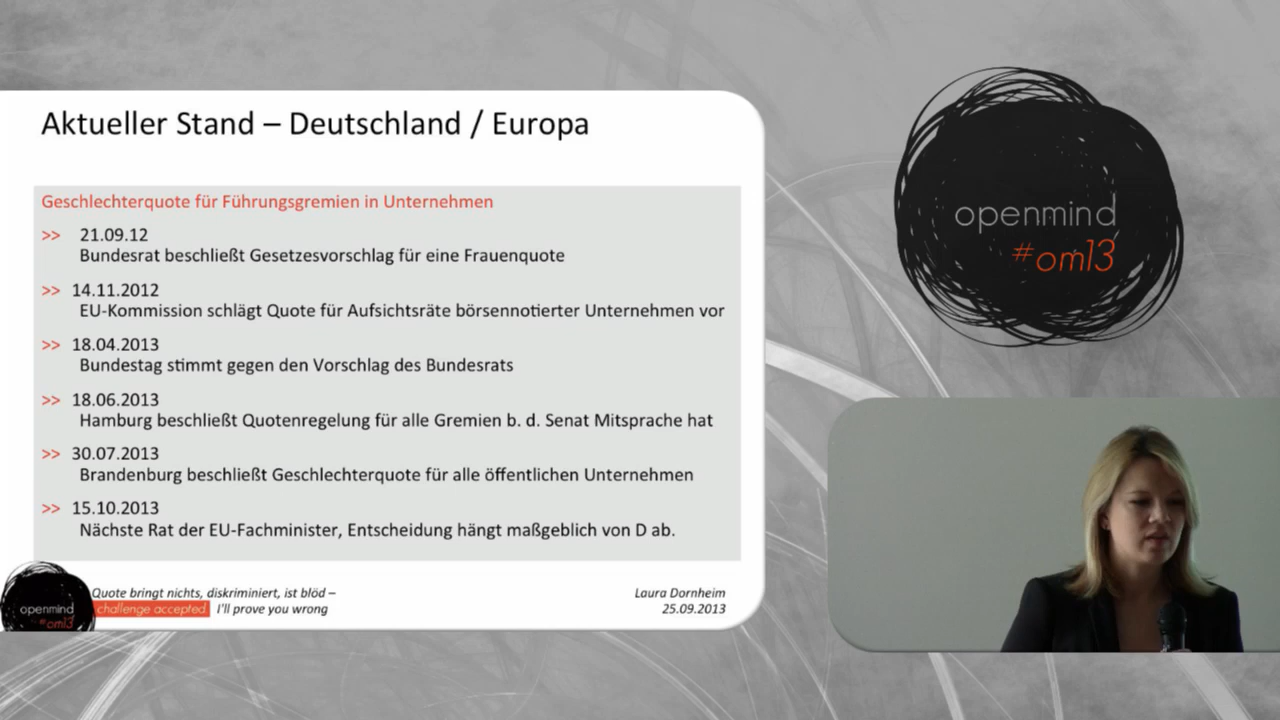 Aktueller Stand – Deutschland / Europa
Geschlechterquote für Führungsgremien in Unternehmen
>> 21.09.12
Bundesrat beschließt Gesetzesvorschlag für eine Frauenquote
>> 14.11.2012
EU-Kommission schlägt Quote für Aufsichtsräte börsennotierter Unternehmen vor
>> 18.04.2013
Bundestag stimmt gegen den Vorschlag des Bundesrats
>> 18.06.2013
Hamburg beschließt Quotenregelung für alle Gremien b. d. Senat Mitsprache hat
>> 30.07.2013
Brandenburg beschließt Geschlechterquote für alle öffentlichen Unternehmen
>> 15.10.2013
Nächste Rat der EU-Fachminister, Entscheidung hängt maßgeblich von D ab.
openmind
#om13
Quote bringt nichts, diskriminiert, ist blöd –
challenge accepted I'll prove you wrong
Laura Dornheim
25.09.2013
openmind
#om13